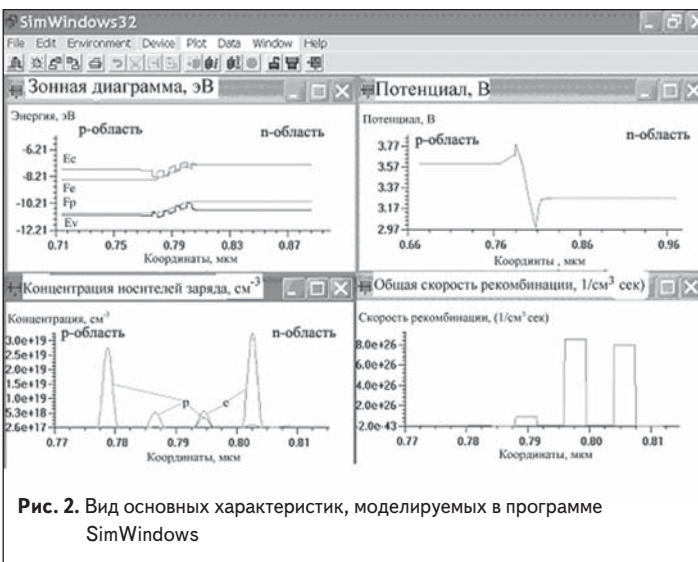 SimWindows32
File Edit Environment Device Plot Data Window Help
Зонная диаграмма, эВ
Энергия, эВ
p-область
n-область
-6.21
-8.21
-10.21
-12.21
Ec
Fe
Fp
Ev
0.71 0.75 0.79 0.83 0.87
Координаты, мкм
Потенциал, В
Потенциал, В
p-область
n-область
3.77
3.57
3.37
3.17
2.97
0.66 0.76 0.86 0.96
Координты , мкм
Концентрация носителей заряда, см-3
Концентрация, см-3
p-область
n-область
3.0e+19
2.5e+19
2.0e+19
1.5e+19
1.0e+19
5.3e+18
2.6e+17
p
e
0.77 0.78 0.79 0.80 0.81
Координаты, мкм
Общая скорость рекомбинации, 1/см3 сек)
Скорость рекомбинации, (1/см3сек)
8.0e+26
6.0e+26
4.0e+26
2.0e+26
-2.0e-43
0.77 0.78 0.79 0.80 0.81
Координаты, мкм
Рис. 2. Вид основных характеристик, моделируемых в программе
SimWindows